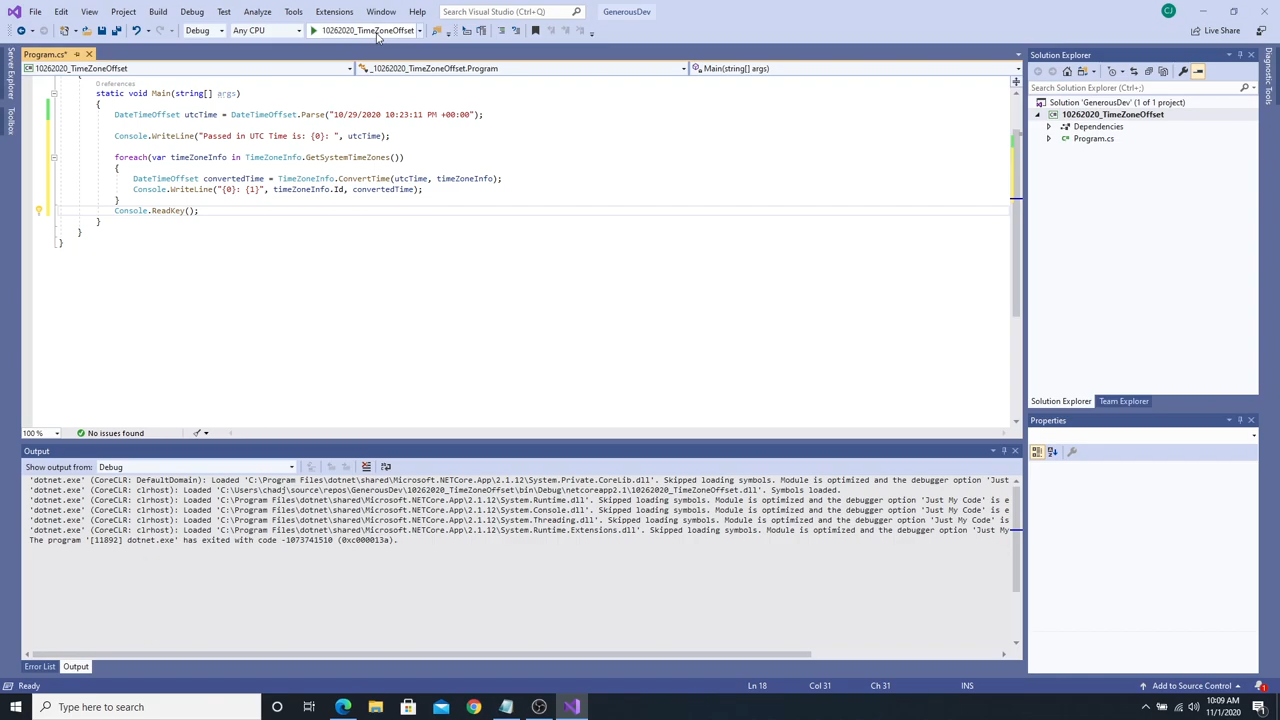 File Edit View Project Build Debug Test Analyze Tools Extensions Window Help Search Visual Studio (Ctrl+Q) GenerousDev CJ
Debug Any CPU 10262020_TimeZoneOffset Live Share
Server Explorer
Toolbox
Program.cs*
10262020_TimeZoneOffset _10262020_TimeZoneOffset.Program Main(string[] args)
{
0 references
static void Main(string[] args)
{
DateTimeOffset utcTime = DateTimeOffset.Parse("10/29/2020 10:23:11 PM +00:00");
Console.WriteLine("Passed in UTC Time is: {0}: ", utcTime);
foreach(var timeZoneInfo in TimeZoneInfo.GetSystemTimeZones())
{
DateTimeOffset convertedTime = TimeZoneInfo.ConvertTime(utcTime, timeZoneInfo);
Console.WriteLine("{0}: {1}", timeZoneInfo.Id, convertedTime);
}
Console.ReadKey();
}
}
}
100 % No issues found
Output
Show output from: Debug
'dotnet.exe' (CoreCLR: DefaultDomain): Loaded 'C:\Program Files\dotnet\shared\Microsoft.NETCore.App\2.1.12\System.Private.CoreLib.dll'. Skipped loading symbols. Module is optimized and the debugger option 'Just
'dotnet.exe' (CoreCLR: clrhost): Loaded 'C:\Users\chadj\source\repos\GenerousDev\10262020_TimeZoneOffset\bin\Debug\netcoreapp2.1\10262020_TimeZoneOffset.dll'. Symbols loaded.
'dotnet.exe' (CoreCLR: clrhost): Loaded 'C:\Program Files\dotnet\shared\Microsoft.NETCore.App\2.1.12\System.Runtime.dll'. Skipped loading symbols. Module is optimized and the debugger option 'Just My Code' is e
'dotnet.exe' (CoreCLR: clrhost): Loaded 'C:\Program Files\dotnet\shared\Microsoft.NETCore.App\2.1.12\System.Console.dll'. Skipped loading symbols. Module is optimized and the debugger option 'Just My Code' is e
'dotnet.exe' (CoreCLR: clrhost): Loaded 'C:\Program Files\dotnet\shared\Microsoft.NETCore.App\2.1.12\System.Threading.dll'. Skipped loading symbols. Module is optimized and the debugger option 'Just My Code' is
'dotnet.exe' (CoreCLR: clrhost): Loaded 'C:\Program Files\dotnet\shared\Microsoft.NETCore.App\2.1.12\System.Runtime.Extensions.dll'. Skipped loading symbols. Module is optimized and the debugger option 'Just My
The program '[11892] dotnet.exe' has exited with code -1073741510 (0xc000013a).
Error List Output
Solution Explorer
Search Solution Explorer (Ctrl+;)
Solution 'GenerousDev' (1 of 1 project)
10262020_TimeZoneOffset
Dependencies
Program.cs
Solution Explorer Team Explorer
Properties
Diagnostic Tools
Ready Ln 18 Col 31 Ch 31 INS Add to Source Control 1
Type here to search
10:09 AM
11/1/2020
1